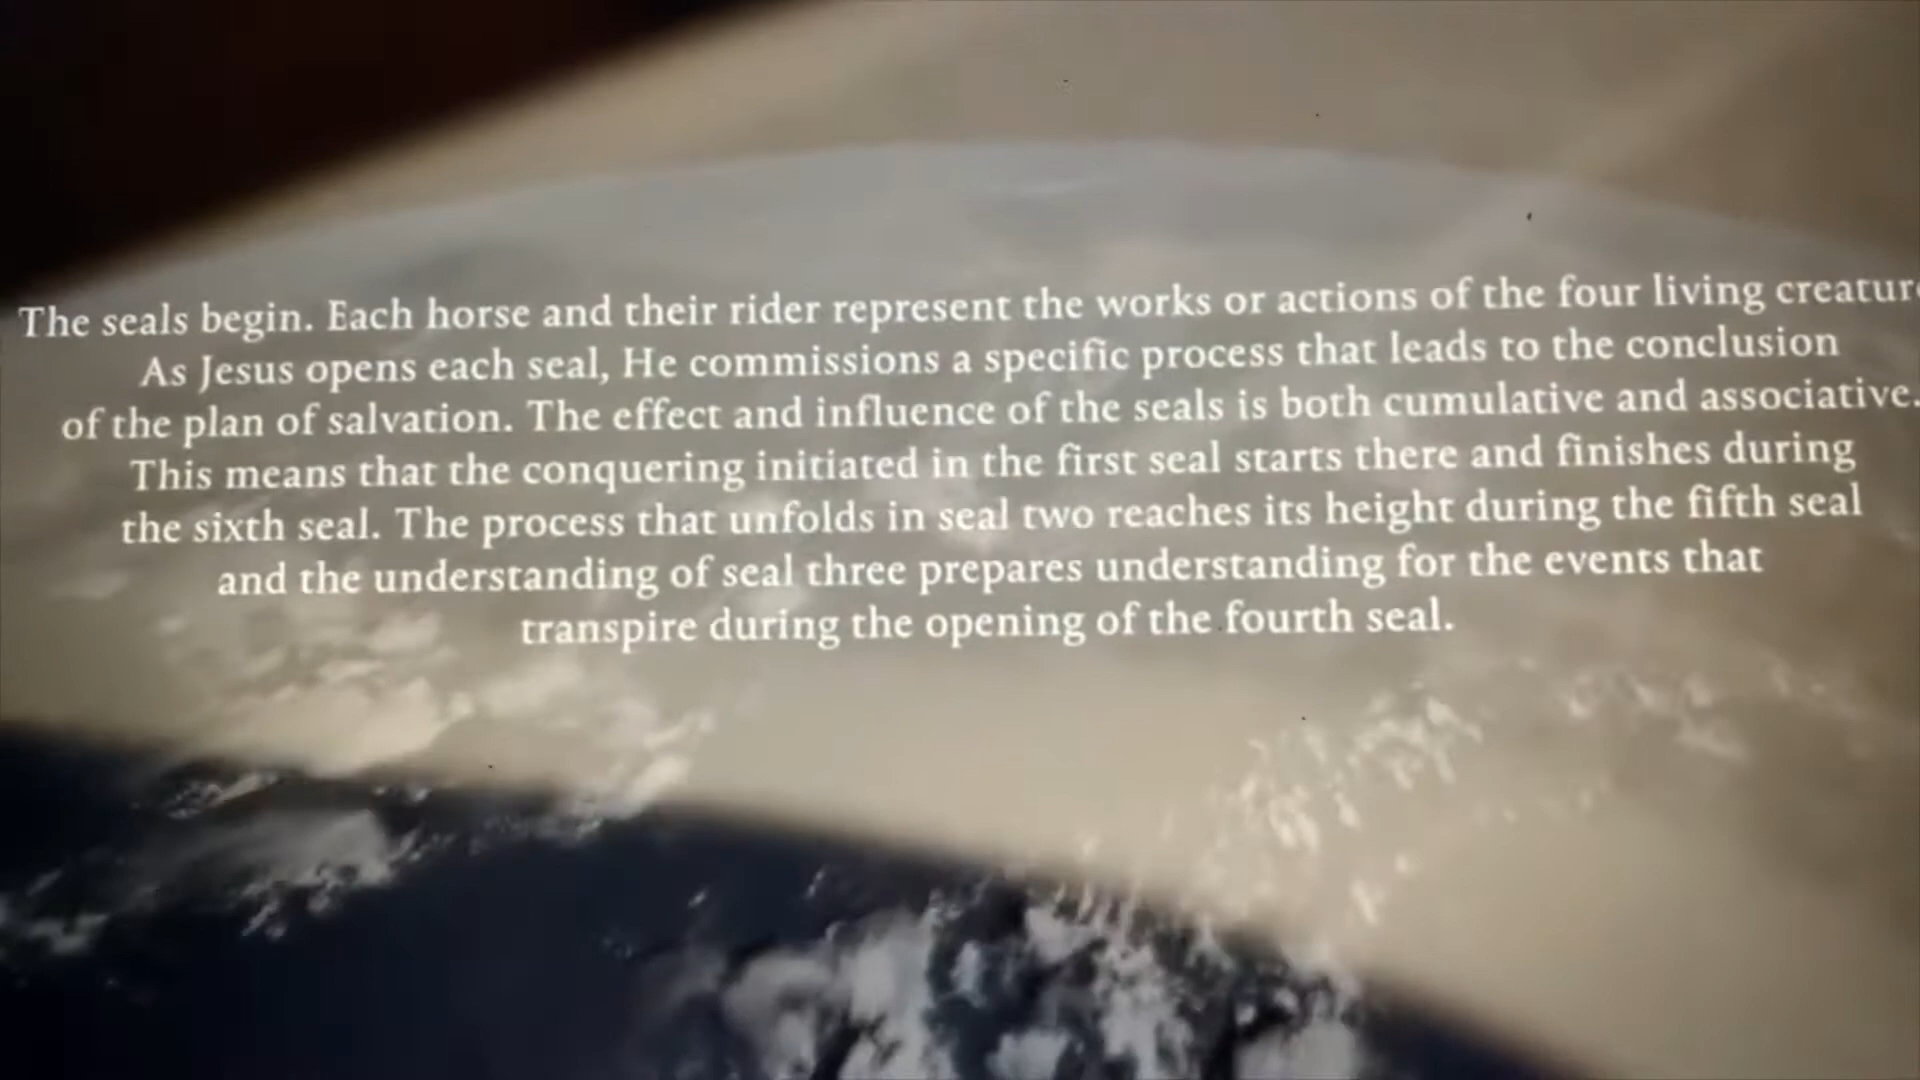 The seals begin. Each horse and their rider represent the works or actions of the four living creatur
As Jesus opens each seal, He commissions a specific process that leads to the conclusion
of the plan of salvation. The effect and influence of the seals is both cumulative and associative.
This means that the conquering initiated in the first seal starts there and finishes during
the sixth seal. The process that unfolds in seal two reaches its height during the fifth seal
and the understanding of seal three prepares understanding for the events that
transpire during the opening of the fourth seal.